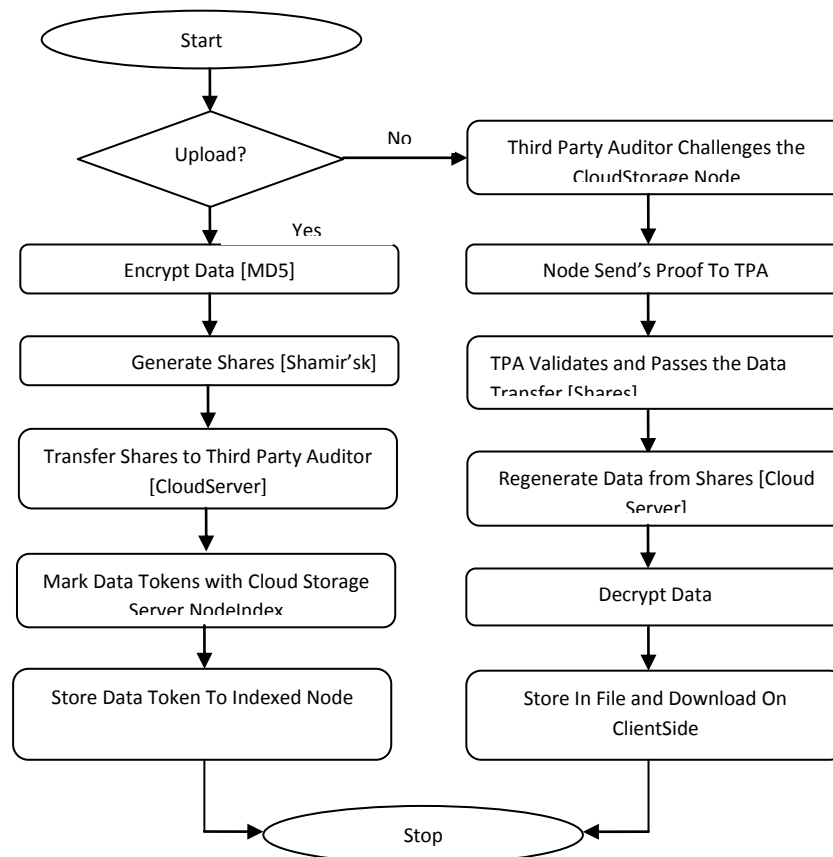 Start
Upload?
No
Yes
Encrypt Data [MD5]
Generate Shares [Shamir'sk]
Transfer Shares to Third Party Auditor
[CloudServer]
Mark Data Tokens with Cloud Storage
Server NodeIndex
Store Data Token To Indexed Node
Third Party Auditor Challenges the
CloudStorage Node
Node Send's Proof To TPA
TPA Validates and Passes the Data
Transfer [Shares]
Regenerate Data from Shares [Cloud
Server]
Decrypt Data
Store In File and Download On
ClientSide
Stop